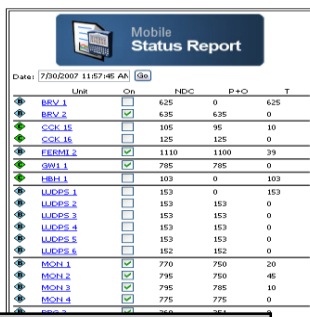 Mobile
Status Report
Date: 7/30/2007 11:57:45 AM Go
Unit On NDC P+O T
BRV 1 625 0 625
BRV 2 635 635 0
CCK 15 105 95 10
CCK 16 125 125 0
FERMI 2 1110 1100 39
GW1 1 785 785 0
HBH 1 103 0 103
LUDPS 1 153 0 153
LUDPS 2 153 153 0
LUDPS 3 153 153 0
LUDPS 4 153 153 0
LUDPS 5 153 153 0
LUDPS 6 152 152 0
MON 1 770 750 20
MON 2 795 750 45
MON 3 795 785 10
MON 4 775 775 0